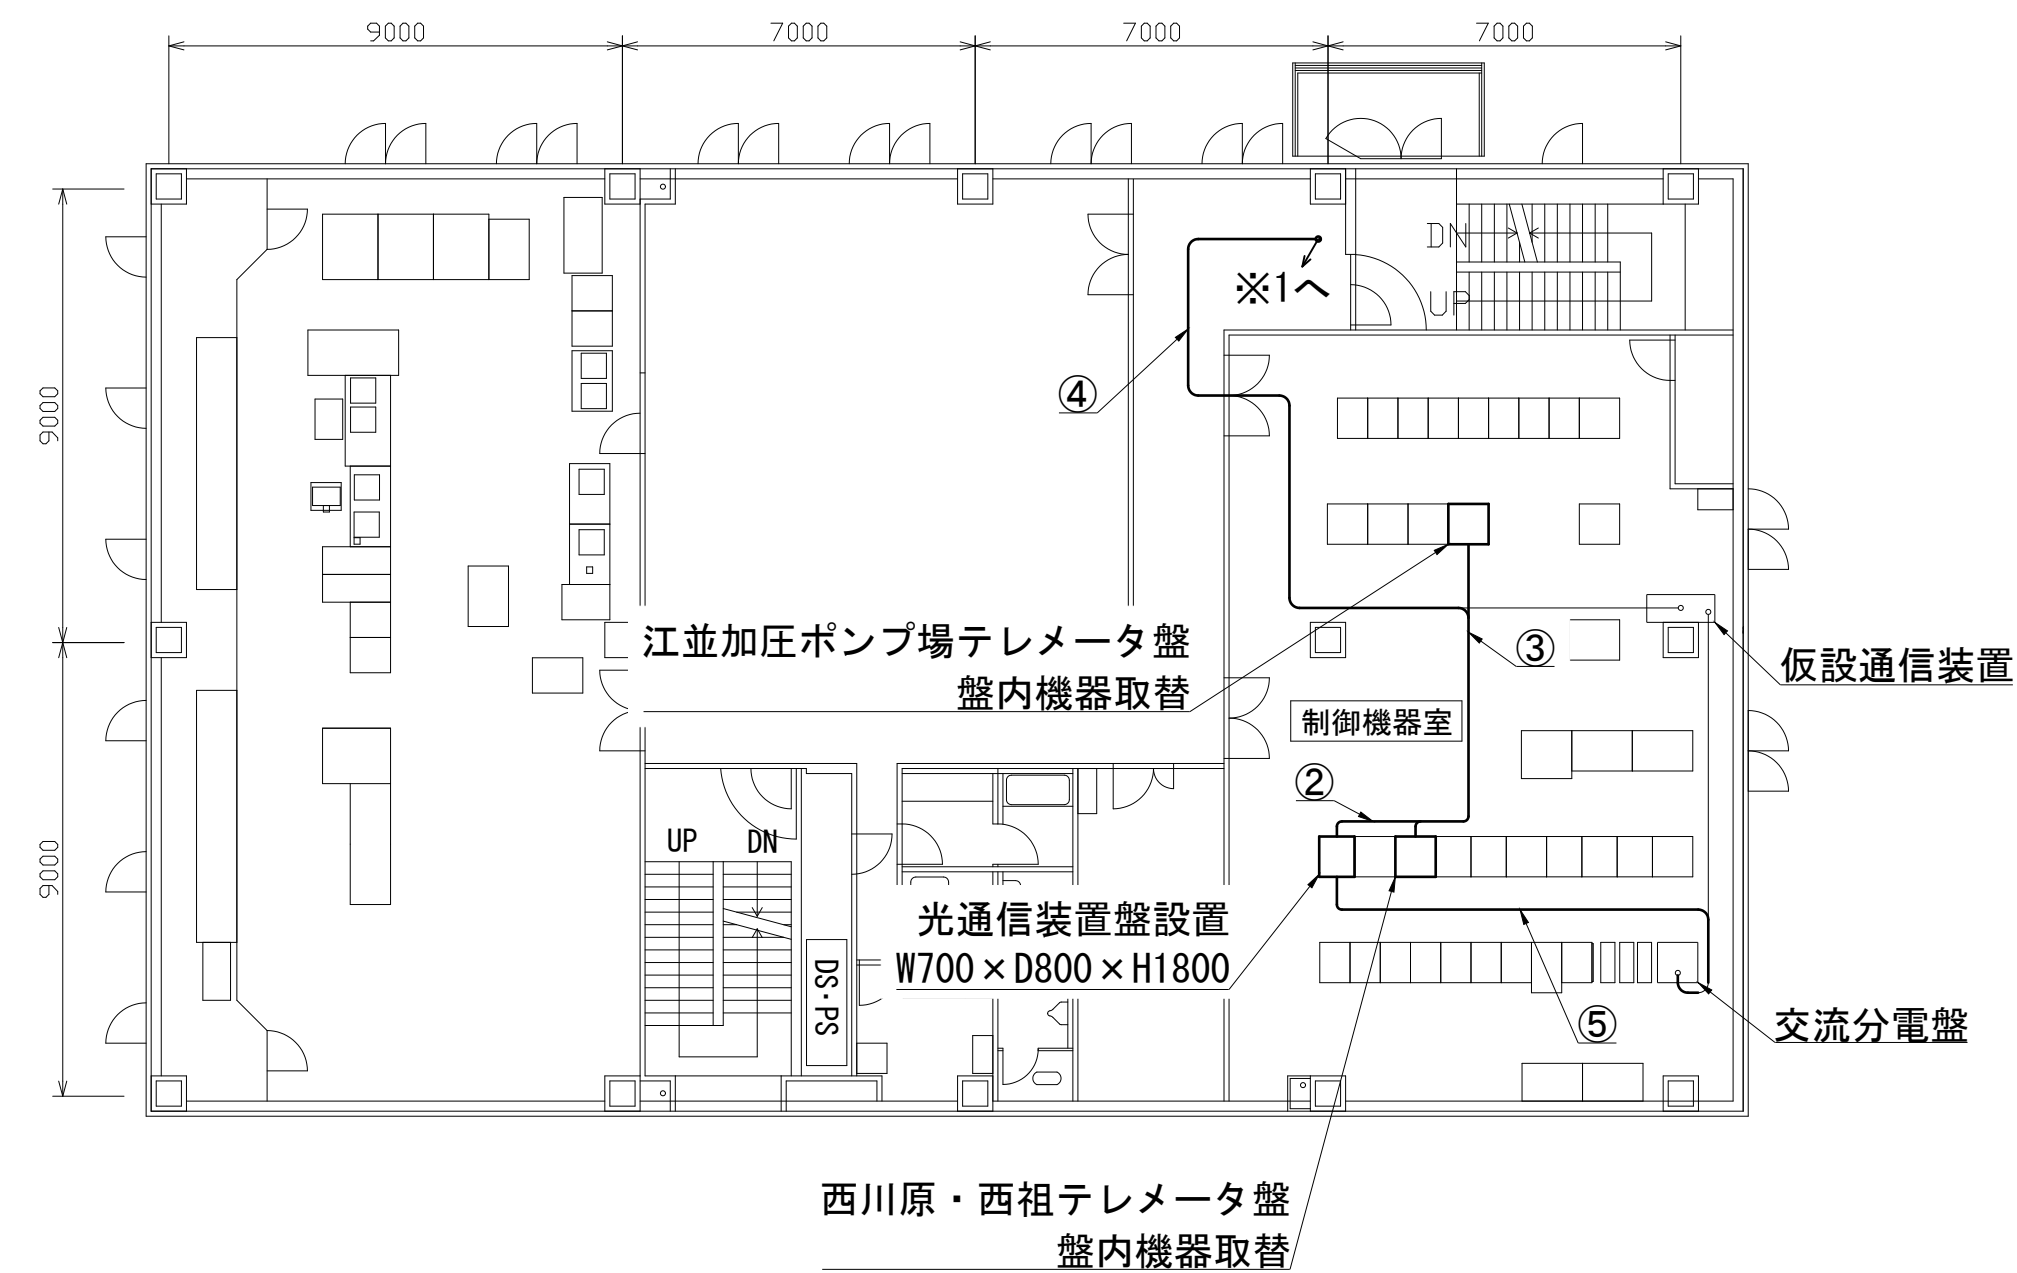 9000
7000
7000
7000
DN
※1へ
UP
④
9000
江並加圧ポンプ場テレメータ盤
盤内機器取替
③
仮設通信装置
制御機器室
②
UP
DN
9000
光通信装置盤設置
W700×D800×H1800
DS・PS
⑤
交流分電盤
西川原・西祖テレメータ盤
盤内機器取替